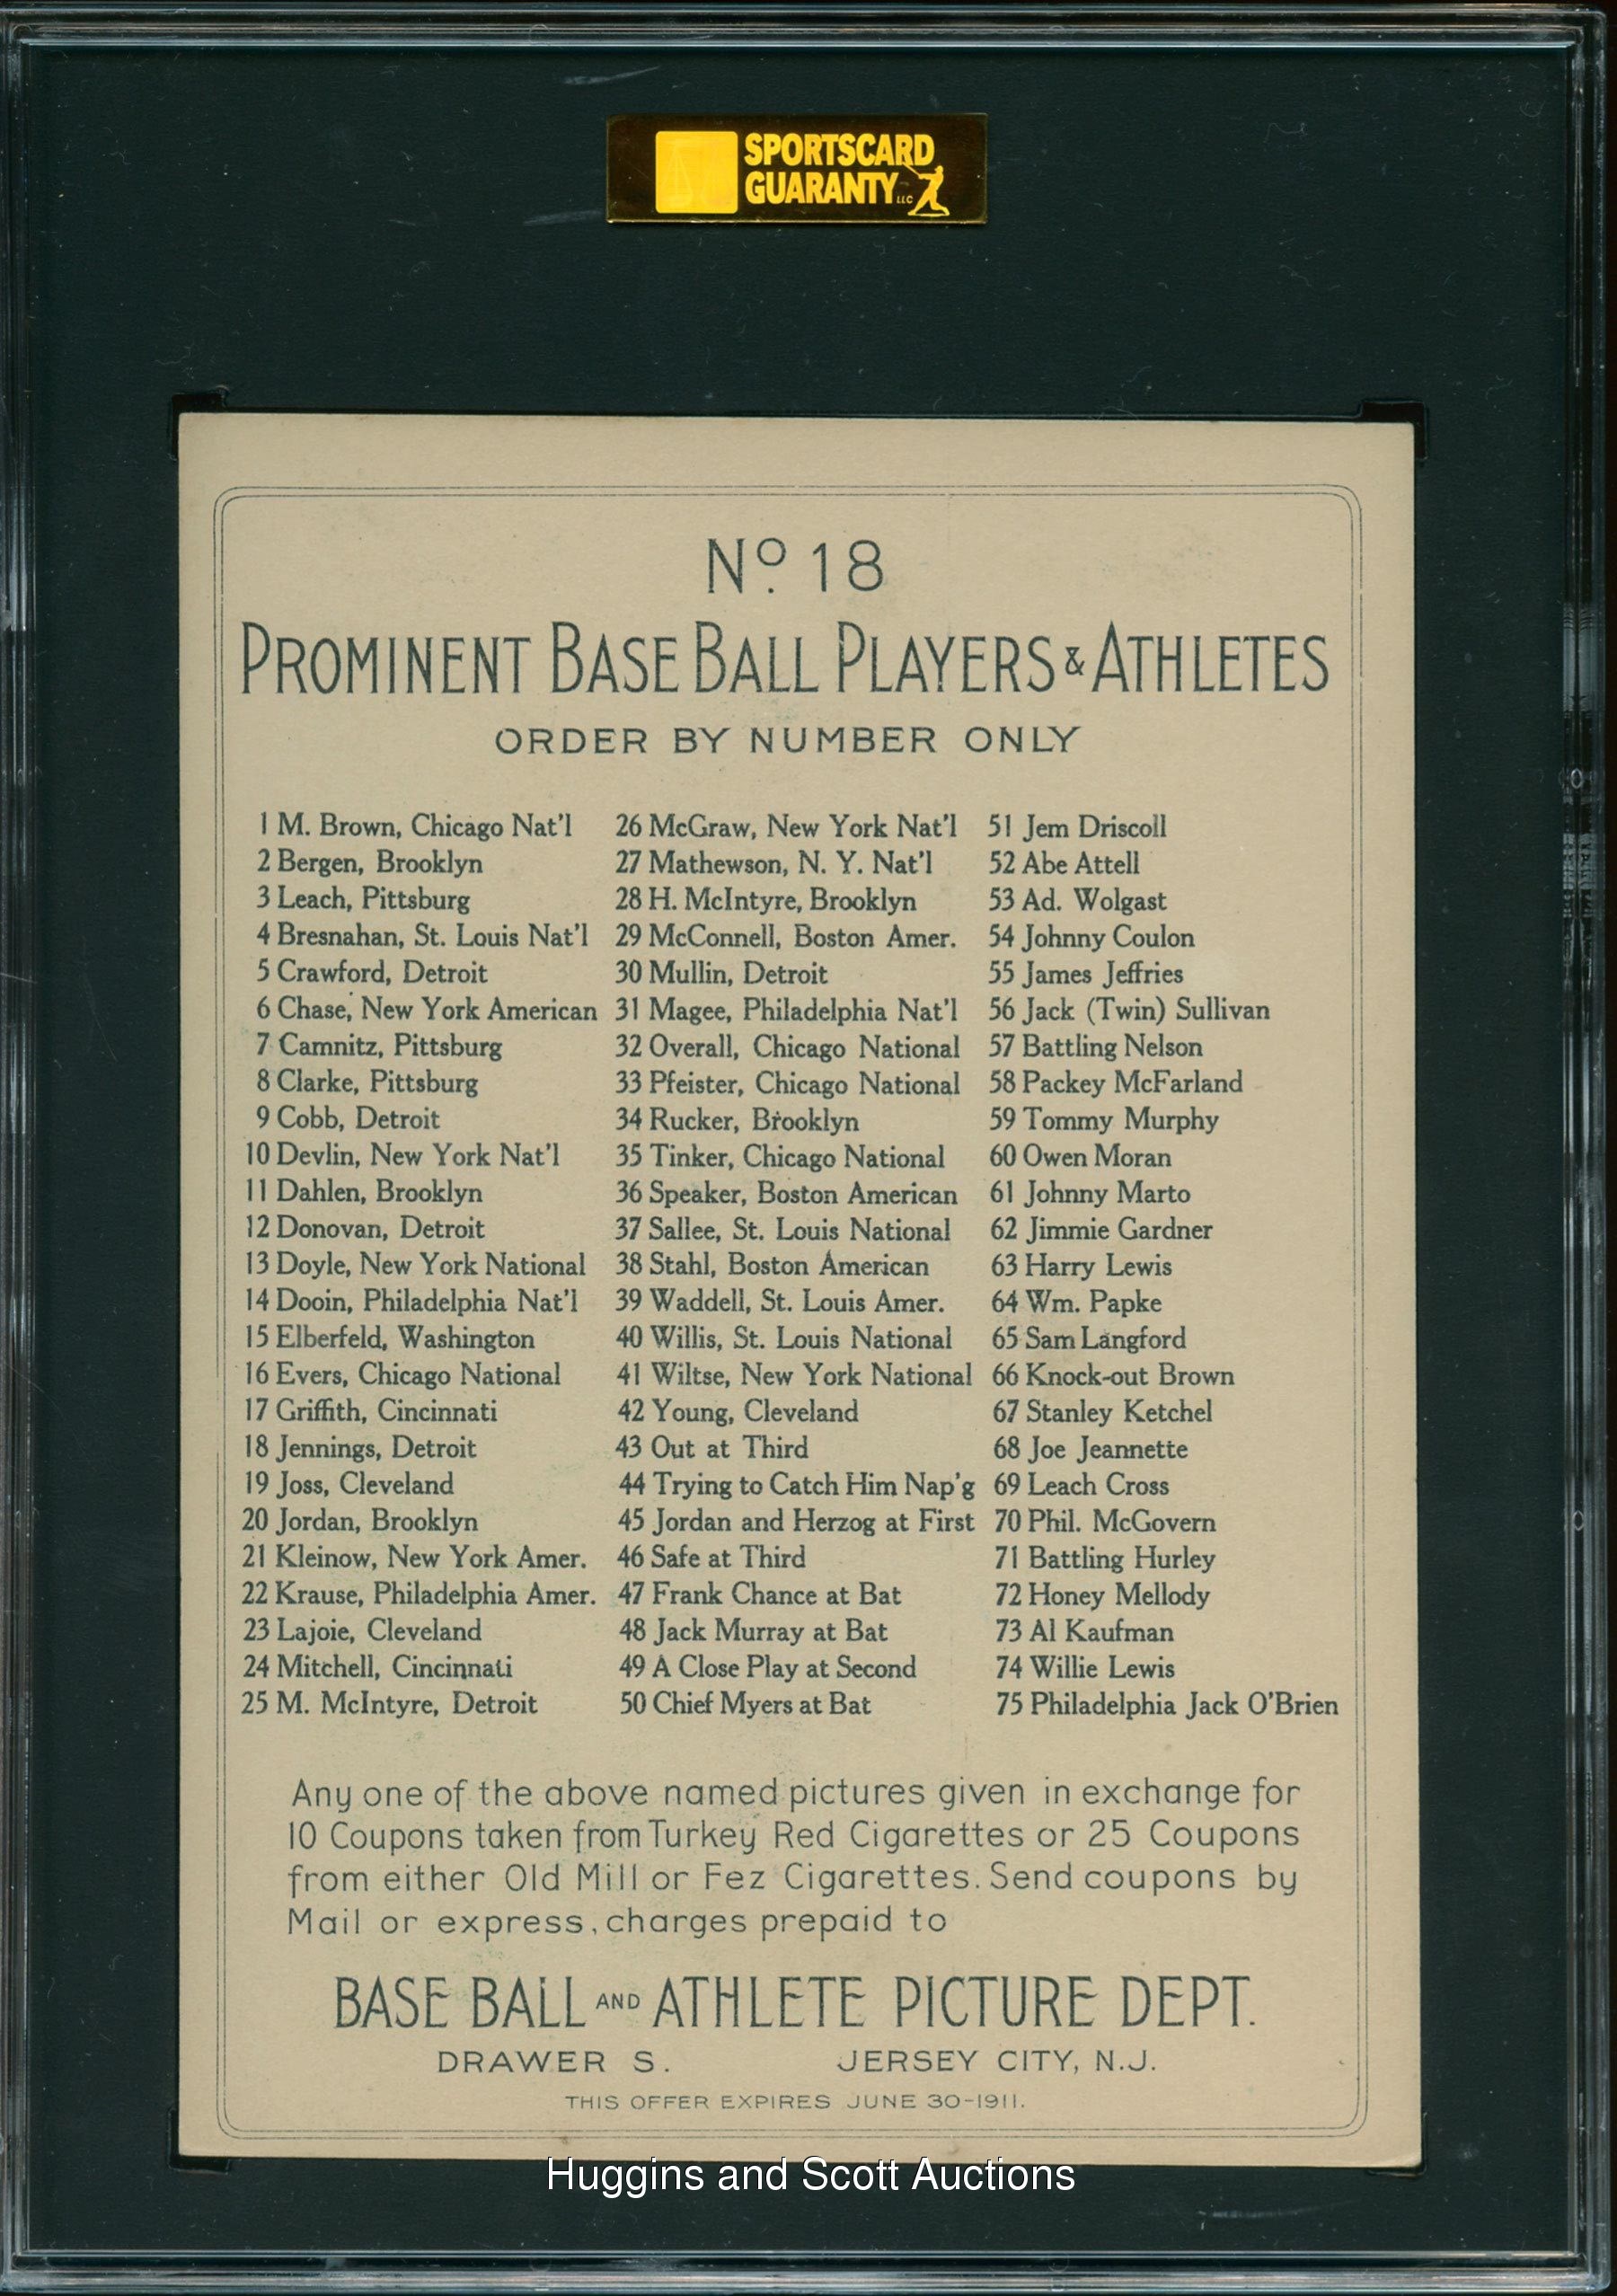 SPORTSCARD
GUARANTY LLC
Nº. 18
PROMINENT BASE BALL PLAYERS & ATHLETES
ORDER BY NUMBER ONLY
1 M. Brown, Chicago Nat'l
2 Bergen, Brooklyn
3 Leach, Pittsburg
4 Bresnahan, St. Louis Nat'l
5 Crawford, Detroit
6 Chase, New York American
7 Camnitz, Pittsburg
8 Clarke, Pittsburg
9 Cobb, Detroit
10 Devlin, New York Nat'l
11 Dahlen, Brooklyn
12 Donovan, Detroit
13 Doyle, New York National
14 Dooin, Philadelphia Nat'l
15 Elberfeld, Washington
16 Evers, Chicago National
17 Griffith, Cincinnati
18 Jennings, Detroit
19 Joss, Cleveland
20 Jordan, Brooklyn
21 Kleinow, New York Amer.
22 Krause, Philadelphia Amer.
23 Lajoie, Cleveland
24 Mitchell, Cincinnati
25 M. McIntyre, Detroit
26 McGraw, New York Nat'l
27 Mathewson, N. Y. Nat'l
28 H. McIntyre, Brooklyn
29 McConnell, Boston Amer.
30 Mullin, Detroit
31 Magee, Philadelphia Nat'l
32 Overall, Chicago National
33 Pfeister, Chicago National
34 Rucker, Brooklyn
35 Tinker, Chicago National
36 Speaker, Boston American
37 Sallee, St. Louis National
38 Stahl, Boston American
39 Waddell, St. Louis Amer.
40 Willis, St. Louis National
41 Wiltse, New York National
42 Young, Cleveland
43 Out at Third
44 Trying to Catch Him Nap'g
45 Jordan and Herzog at First
46 Safe at Third
47 Frank Chance at Bat
48 Jack Murray at Bat
49 A Close Play at Second
50 Chief Myers at Bat
51 Jem Driscoll
52 Abe Attell
53 Ad. Wolgast
54 Johnny Coulon
55 James Jeffries
56 Jack (Twin) Sullivan
57 Battling Nelson
58 Packey McFarland
59 Tommy Murphy
60 Owen Moran
61 Johnny Marto
62 Jimmie Gardner
63 Harry Lewis
64 Wm. Papke
65 Sam Langford
66 Knock-out Brown
67 Stanley Ketchel
68 Joe Jeannette
69 Leach Cross
70 Phil. McGovern
71 Battling Hurley
72 Honey Mellody
73 Al Kaufman
74 Willie Lewis
75 Philadelphia Jack O'Brien
Any one of the above named pictures given in exchange for
10 Coupons taken from Turkey Red Cigarettes or 25 Coupons
from either Old Mill or Fez Cigarettes. Send coupons by
Mail or express, charges prepaid to
BASE BALL AND ATHLETE PICTURE DEPT.
DRAWER S. JERSEY CITY, N.J.
THIS OFFER EXPIRES JUNE 30-1911.
Huggins and Scott Auctions